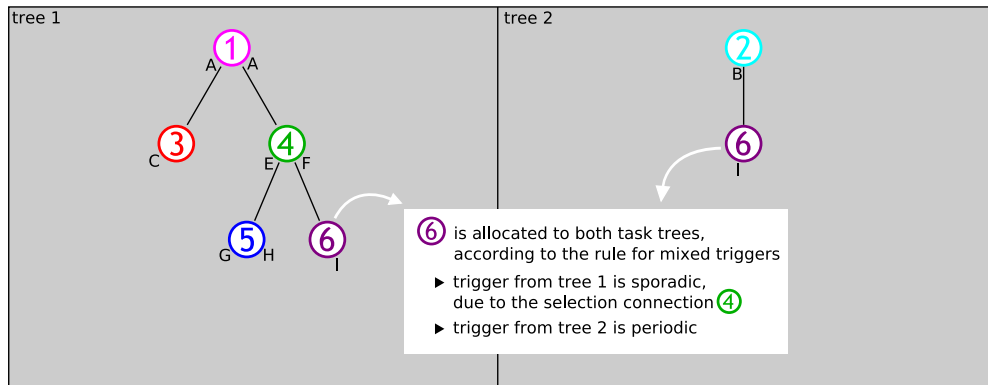 tree 1
tree 2
1
2
A A
B
3
4
6
C
E F
I
5
6
G H
I
6 is allocated to both task trees,
according to the rule for mixed triggers
▶ trigger from tree 1 is sporadic,
due to the selection connection 4
▶ trigger from tree 2 is periodic